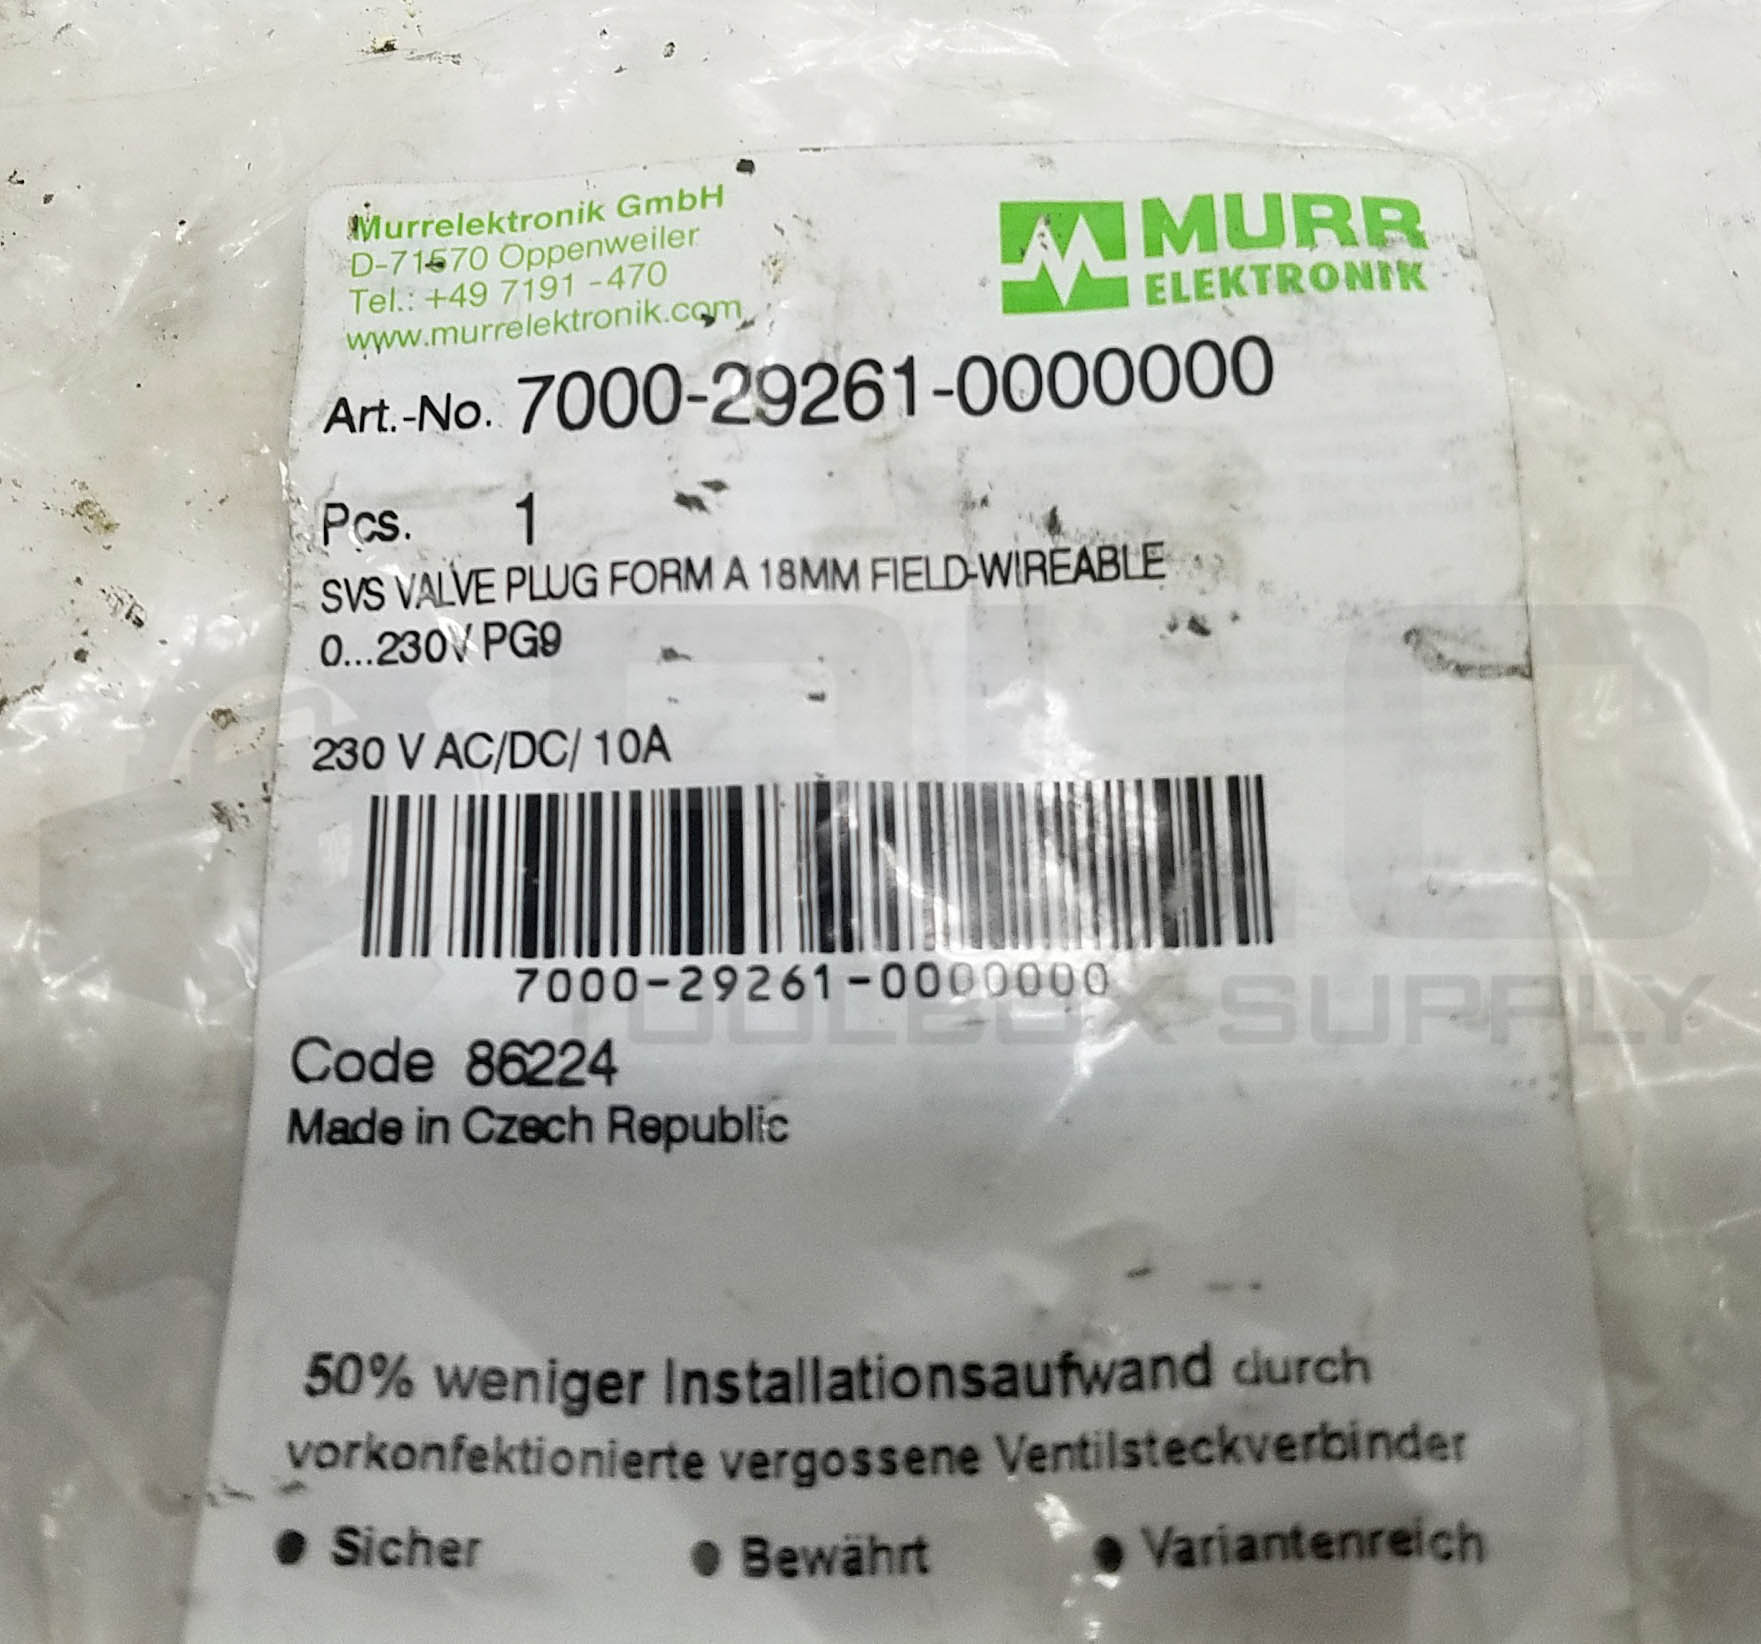 Murrelektronik GmbH
D-71570 Oppenweiler
Tel.: +49 7191 -470
www.murrelektronik.com
MURR
ELEKTRONIK
Art.-No. 7000-29261-0000000
Pcs. 1
SVS VALVE PLUG FORM A 18MM FIELD-WIREABLE
0...230V PG9
230 V AC/DC/ 10A
7000-29261-0000000
TOOLBOX SUPPLY
Code 86224
Made in Czech Republic
50% weniger Installationsaufwand durch
vorkonfektionierte vergossene Ventilsteckverbinder
● Sicher ● Bewährt ● Variantenreich